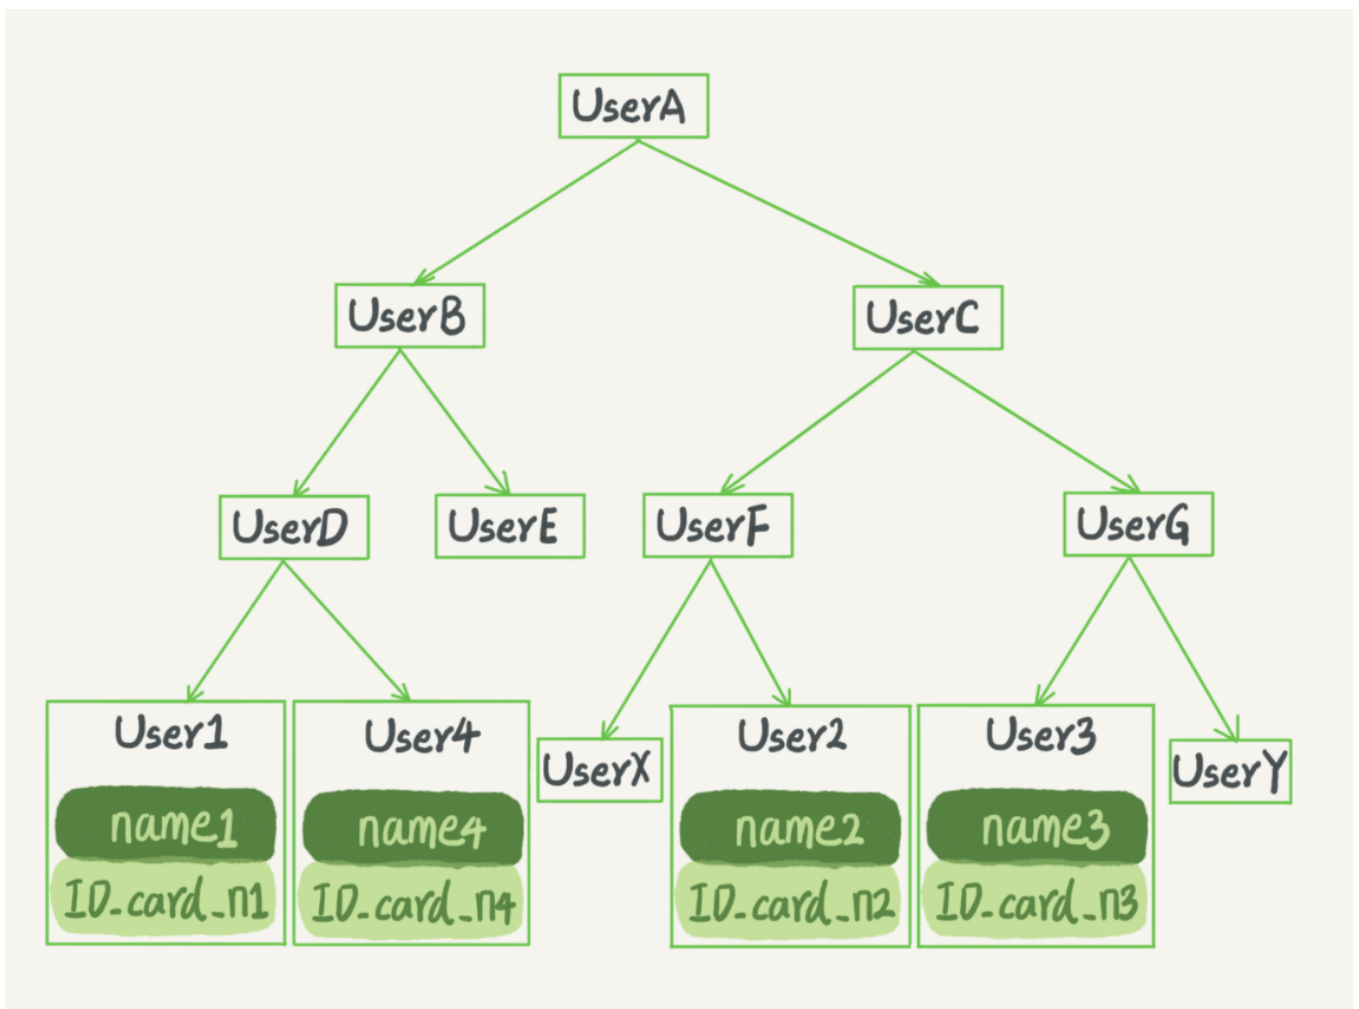 UserA
UserB
UserC
UserD
UserE
UserF
UserG
User1
User4
UserX
User2
User3
UserY
name1
name4
name2
name3
ID_card_n1
ID_card_n4
ID_card_n2
ID_card_n3